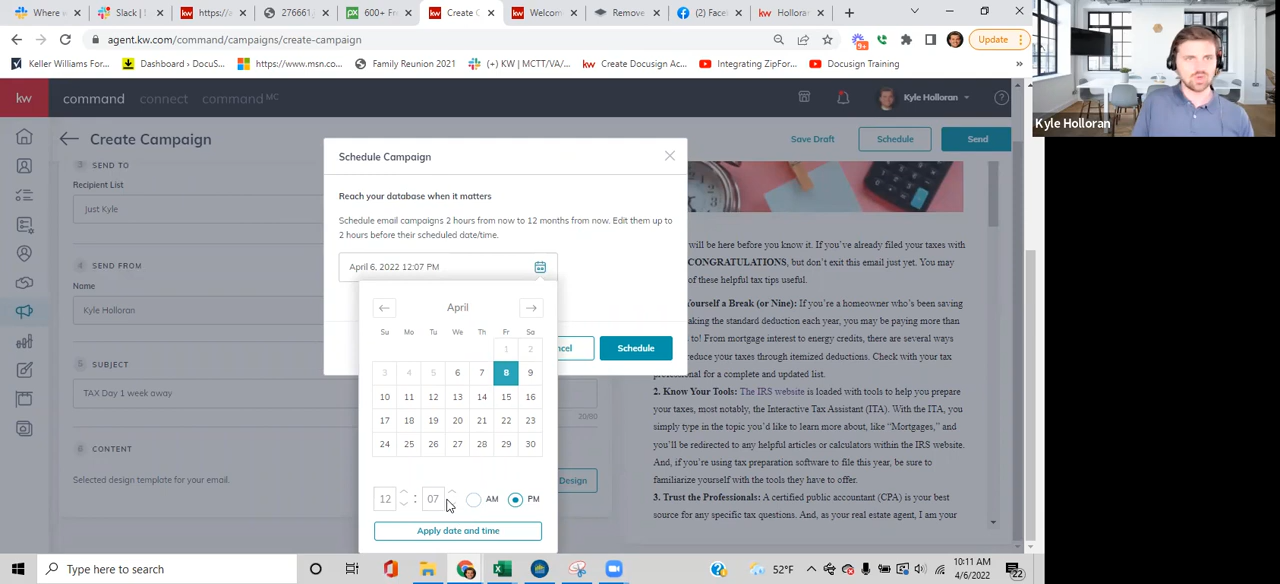 Where w
Slack |
https://a
276661
600+ Fr
Create C
Welcom
Remove
(2) Face
Holloran
agent.kw.com/command/campaigns/create-campaign
9+
Update
Keller Williams For...
Dashboard › DocuS...
https://www.msn.co...
Family Reunion 2021
(+) KW | MCTT/VA/...
Create Docusign Ac...
Integrating ZipFor...
Docusign Training
»
kw
command
connect
command MC
Kyle Holloran
Create Campaign
Save Draft
Schedule
Send
Kyle Holloran
3 SEND TO
Recipient List
Just Kyle
4 SEND FROM
Name
Kyle Holloran
5 SUBJECT
TAX Day 1 week away
20/80
6 CONTENT
Selected design template for your email.
Design
Schedule Campaign
Reach your database when it matters
Schedule email campaigns 2 hours from now to 12 months from now. Edit them up to
2 hours before their scheduled date/time.
April 6, 2022 12:07 PM
ncel
Schedule
April
Su Mo Tu We Th Fr Sa
1 2
3 4 5 6 7 8 9
10 11 12 13 14 15 16
17 18 19 20 21 22 23
24 25 26 27 28 29 30
12 : 07 AM PM
Apply date and time
will be here before you know it. If you've already filed your taxes with
CONGRATULATIONS, but don't exit this email just yet. You may
of these helpful tax tips useful.
Yourself a Break (or Nine): If you're a homeowner who's been saving
aking the standard deduction each year, you may be paying more than
s to! From mortgage interest to energy credits, there are several ways
reduce your taxes through itemized deductions. Check with your tax
professional for a complete and updated list.
2. Know Your Tools: The IRS website is loaded with tools to help you prepare
your taxes, most notably, the Interactive Tax Assistant (ITA). With the ITA, you
simply type in the topic you'd like to learn more about, like "Mortgages," and
you'll be redirected to any helpful articles or calculators within the IRS website.
And, if you're using tax preparation software to file this year, be sure to
familiarize yourself with the tools they have to offer.
3. Trust the Professionals: A certified public accountant (CPA) is your best
source for any specific tax questions. And, as your real estate agent, I am your
Type here to search
52°F
10:11 AM
4/6/2022
22